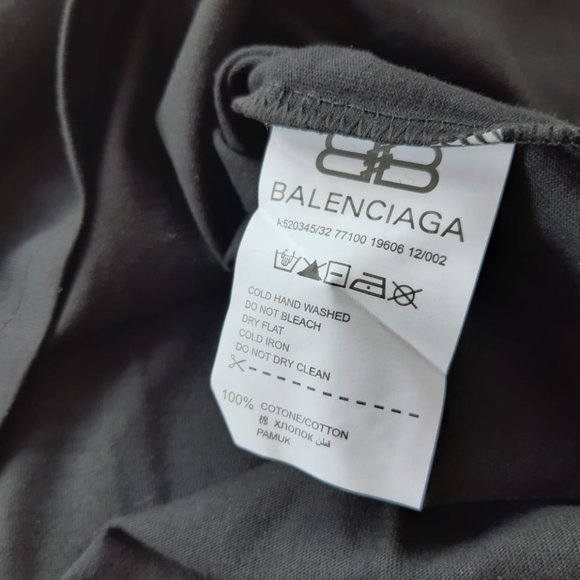 BALENCIAGA
A520345/32 77100 19606 12/002
COLD HAND WASHED
DO NOT BLEACH
DRY FLAT
COLD IRON
DO NOT DRY CLEAN
100% COTONE/COTTON
棉 ХЛОПОК قطن
PAMUK